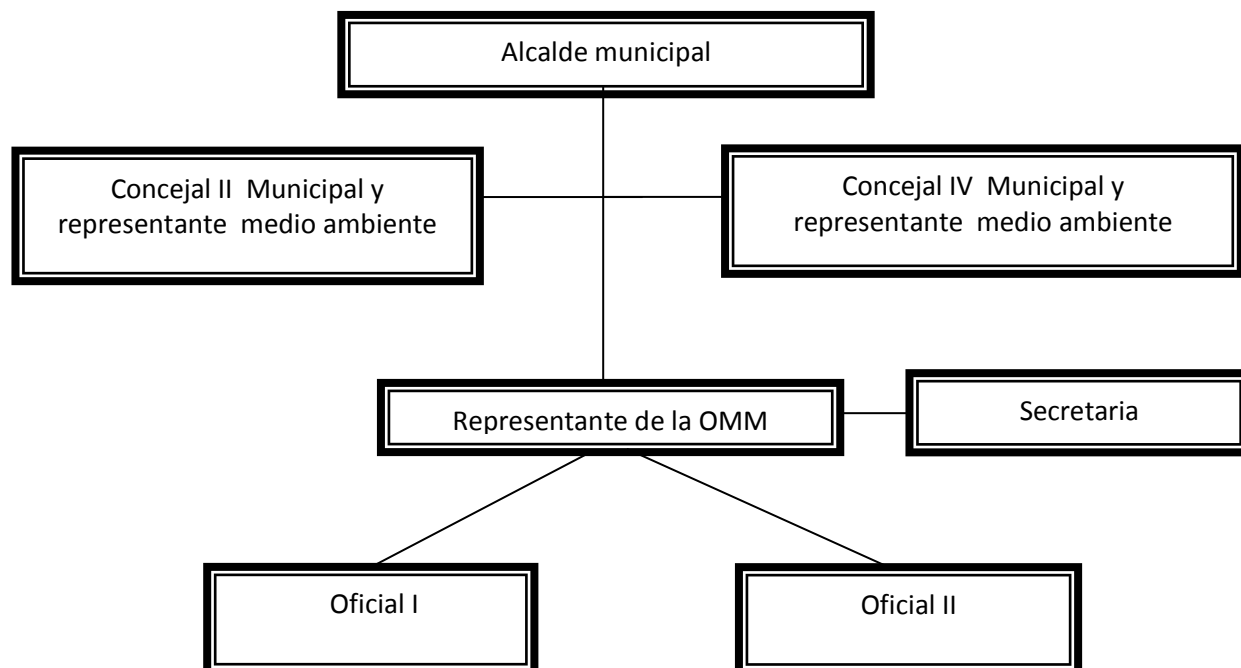 Alcalde municipal
Concejal II Municipal y
representante medio ambiente
Concejal IV Municipal y
representante medio ambiente
Representante de la OMM
Secretaria
Oficial I
Oficial II